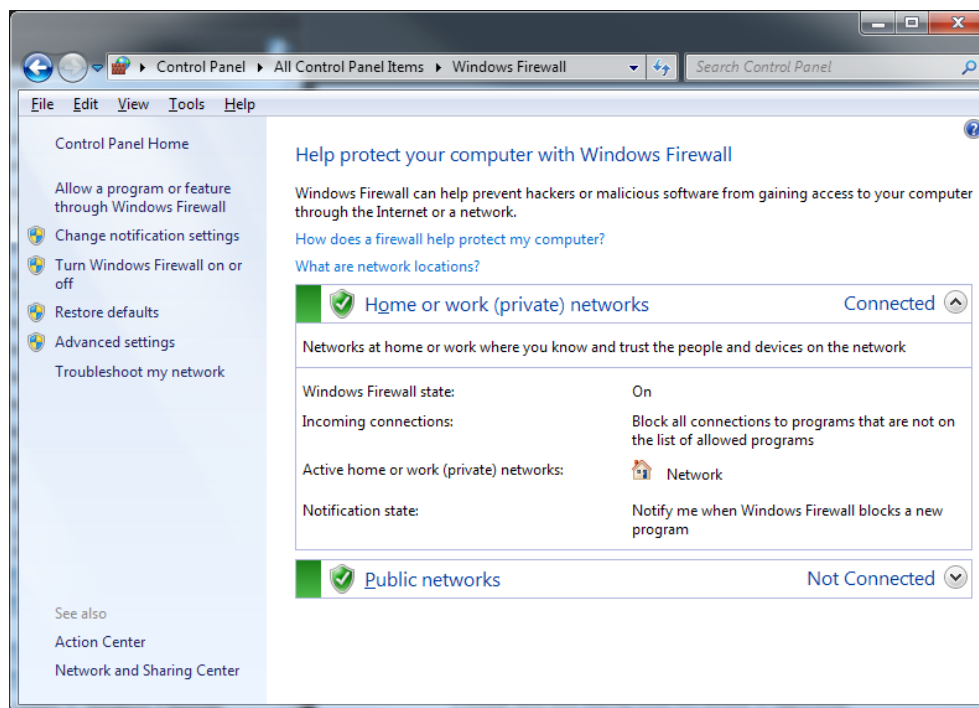 Control Panel
All Control Panel Items
Windows Firewall
Search Control Panel
File Edit View Tools Help
Control Panel Home
Allow a program or feature
through Windows Firewall
Change notification settings
Turn Windows Firewall on or
off
Restore defaults
Advanced settings
Troubleshoot my network
See also
Action Center
Network and Sharing Center
Help protect your computer with Windows Firewall
Windows Firewall can help prevent hackers or malicious software from gaining access to your computer
through the Internet or a network.
How does a firewall help protect my computer?
What are network locations?
Home or work (private) networks Connected
Networks at home or work where you know and trust the people and devices on the network
Windows Firewall state: On
Incoming connections: Block all connections to programs that are not on
the list of allowed programs
Active home or work (private) networks: Network
Notification state: Notify me when Windows Firewall blocks a new
program
Public networks Not Connected